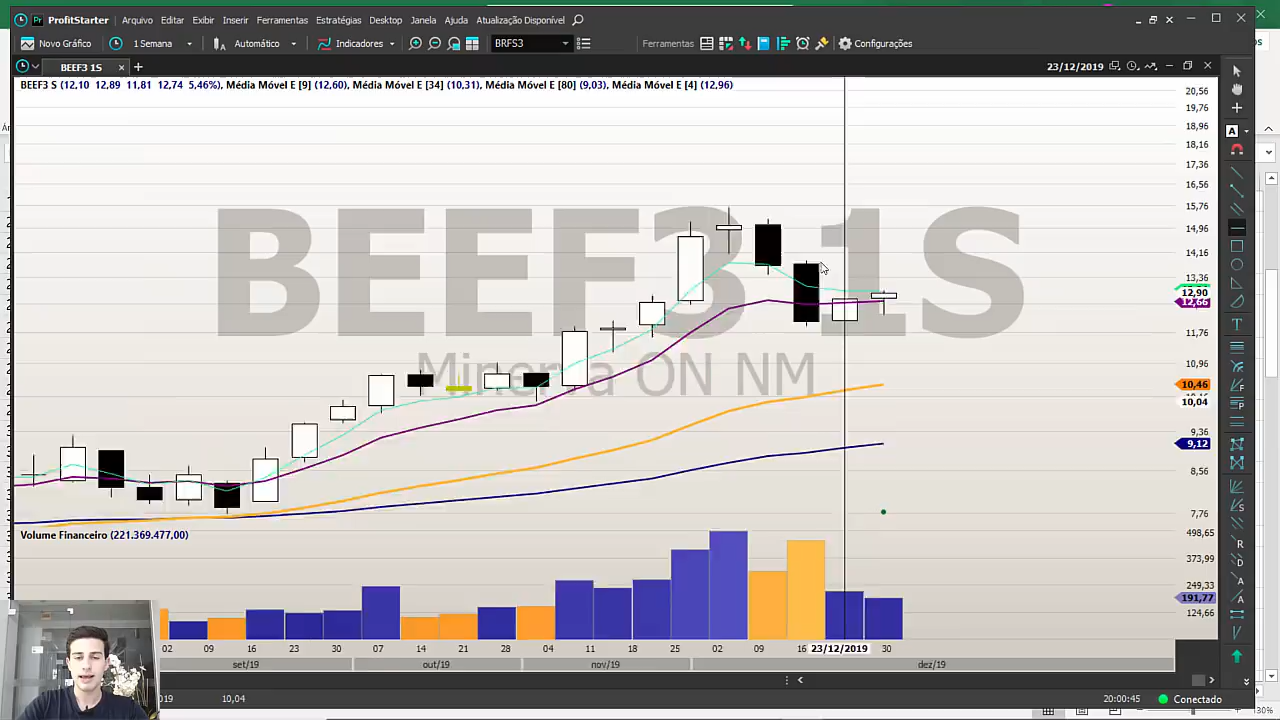 ProfitStarter Arquivo Editar Exibir Inserir Ferramentas Estratégias Desktop Janela Ajuda Atualização Disponível
Novo Gráfico 1 Semana Automático Indicadores BRFS3 Ferramentas Configurações
BEEF3 1S 23/12/2019
BEEF3 S (12,10 12,89 11,81 12,74 5,46%), Média Móvel E [9] (12,60), Média Móvel E [34] (10,31), Média Móvel E [80] (9,03), Média Móvel E [4] (12,96)
20,56
19,76
18,96
18,16
17,36
16,56
15,76
14,96
14,16
13,36
12,90
12,66
11,76
10,96
10,46
10,04
9,36
9,12
8,56
7,76
BEEF3 1S
Minerva ON NM
Volume Financeiro (221.369.477,00)
498,65
373,99
249,33
191,77
124,66
02 09 16 23 30 07 14 21 28 04 11 18 25 02 09 16 23/12/2019 30
set/19 out/19 nov/19 dez/19
2019 10,04 20:00:45 Conectado
30%